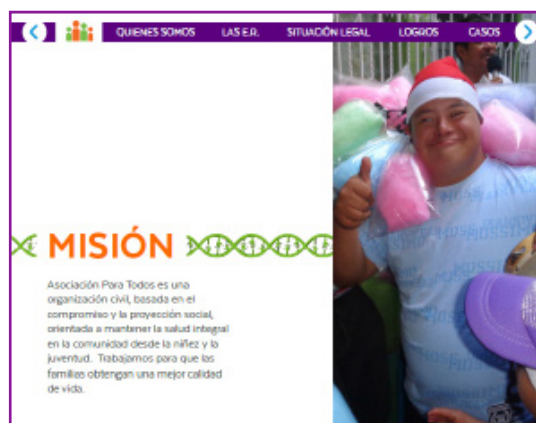 QUIENES SOMOS LAS E.R. SITUACIÓN LEGAL LOGROS CASOS
MISIÓN
Asociación Para Todos es una
organización civil, basada en el
compromiso y la proyección social,
orientada a mantener la salud integral
en la comunidad desde la niñez y la
juventud. Trabajamos para que las
familias obtengan una mejor calidad
de vida.